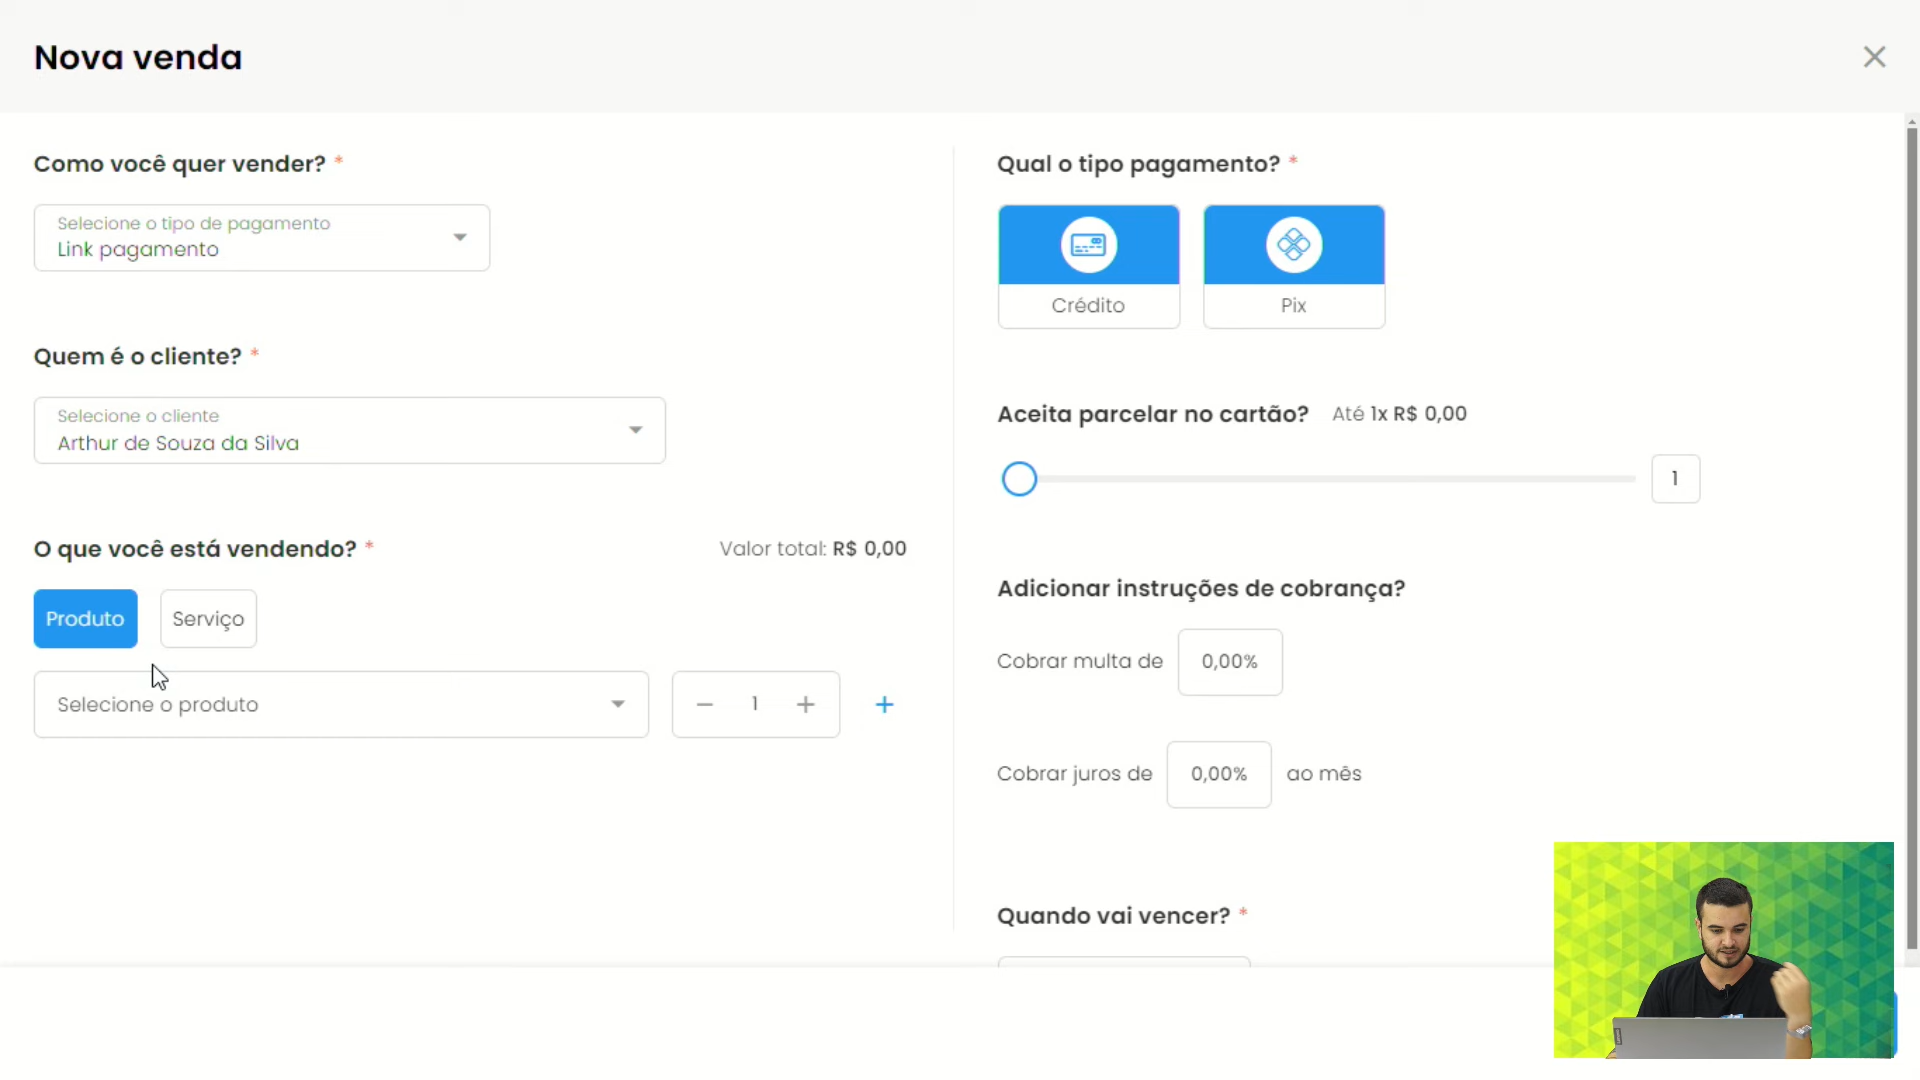 Nova venda
Como você quer vender? *
Selecione o tipo de pagamento
Link pagamento
Quem é o cliente? *
Selecione o cliente
Arthur de Souza da Silva
O que você está vendendo? *
Valor total: R$ 0,00
Produto
Serviço
Selecione o produto
1
Qual o tipo pagamento? *
Crédito
Pix
Aceita parcelar no cartão? Até 1x R$ 0,00
1
Adicionar instruções de cobrança?
Cobrar multa de 0,00%
Cobrar juros de 0,00% ao mês
Quando vai vencer? *